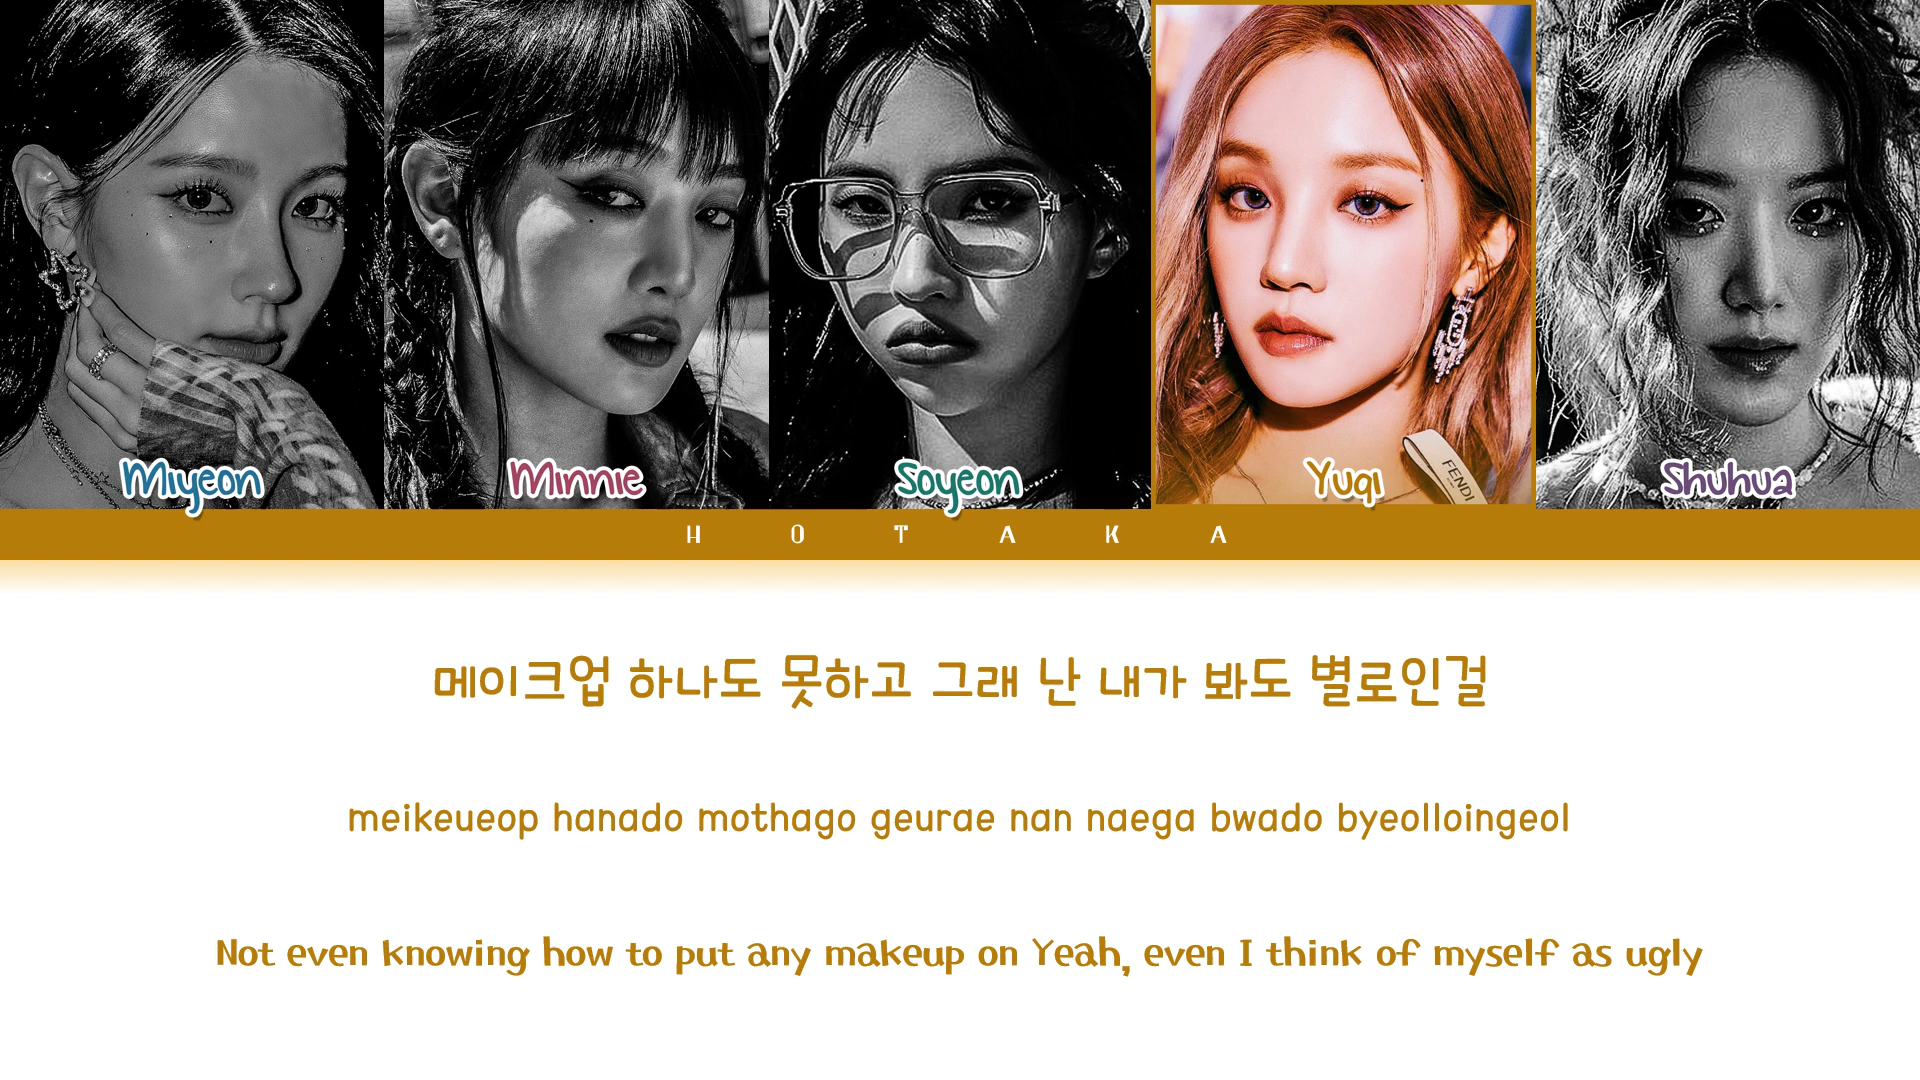 FENDI
Miyeon
Minnie
Soyeon
Yuqi
Shuhua
HOTAKA
메이크업 하나도 못하고 그래 난 내가 봐도 별로인걸
meikeueop hanado mothago geurae nan naega bwado byeolloingeol
Not even knowing how to put any makeup on Yeah, even I think of myself as ugly